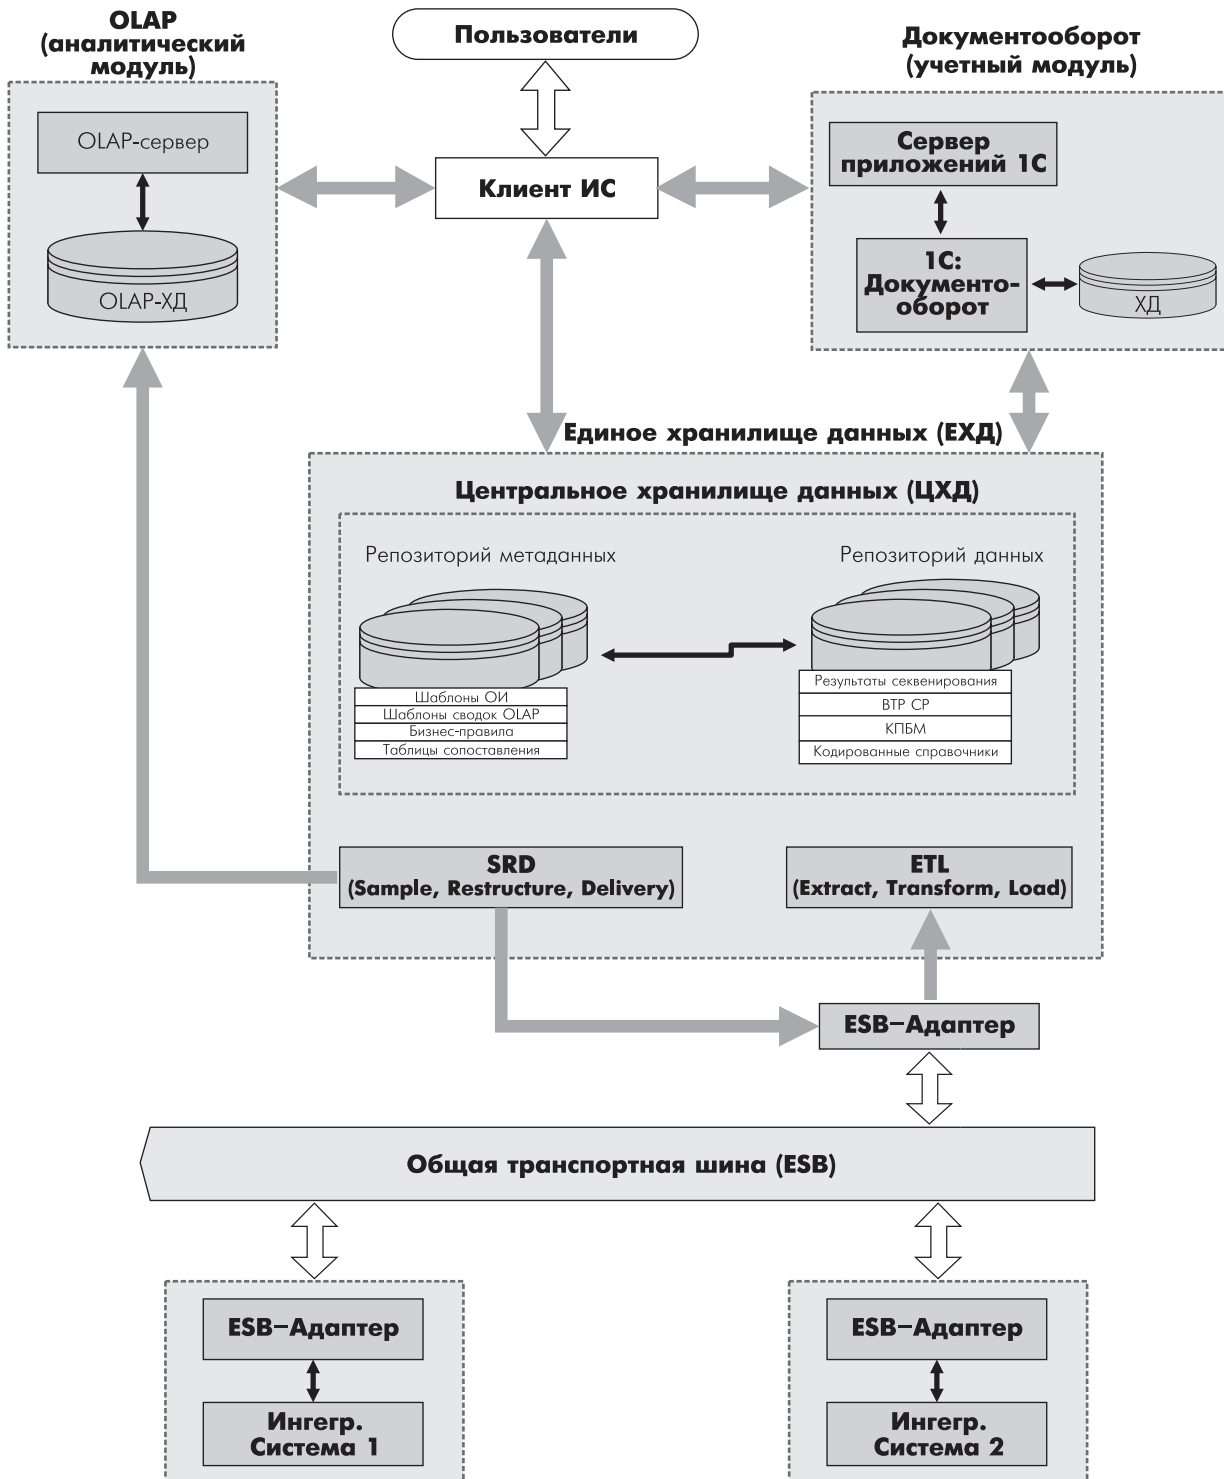 OLAP
(аналитический
модуль)
Пользователи
Документооборот
(учетный модуль)
OLAP-сервер
OLAP-ХД
Клиент ИС
Сервер
приложений 1С
1С:
Документо-
оборот
ХД
Единое хранилище данных (ЕХД)
Центральное хранилище данных (ЦХД)
Репозиторий метаданных
Репозиторий данных
Шаблоны ОИ
Шаблоны сводок OLAP
Бизнес-правила
Таблицы сопоставления
Результаты секвенирования
ВТР СР
КПБМ
Кодированные справочники
SRD
(Sample, Restructure, Delivery)
ETL
(Extract, Transform, Load)
ESB–Адаптер
Общая транспортная шина (ESB)
ESB–Адаптер
Ингегр.
Система 1
ESB–Адаптер
Ингегр.
Система 2